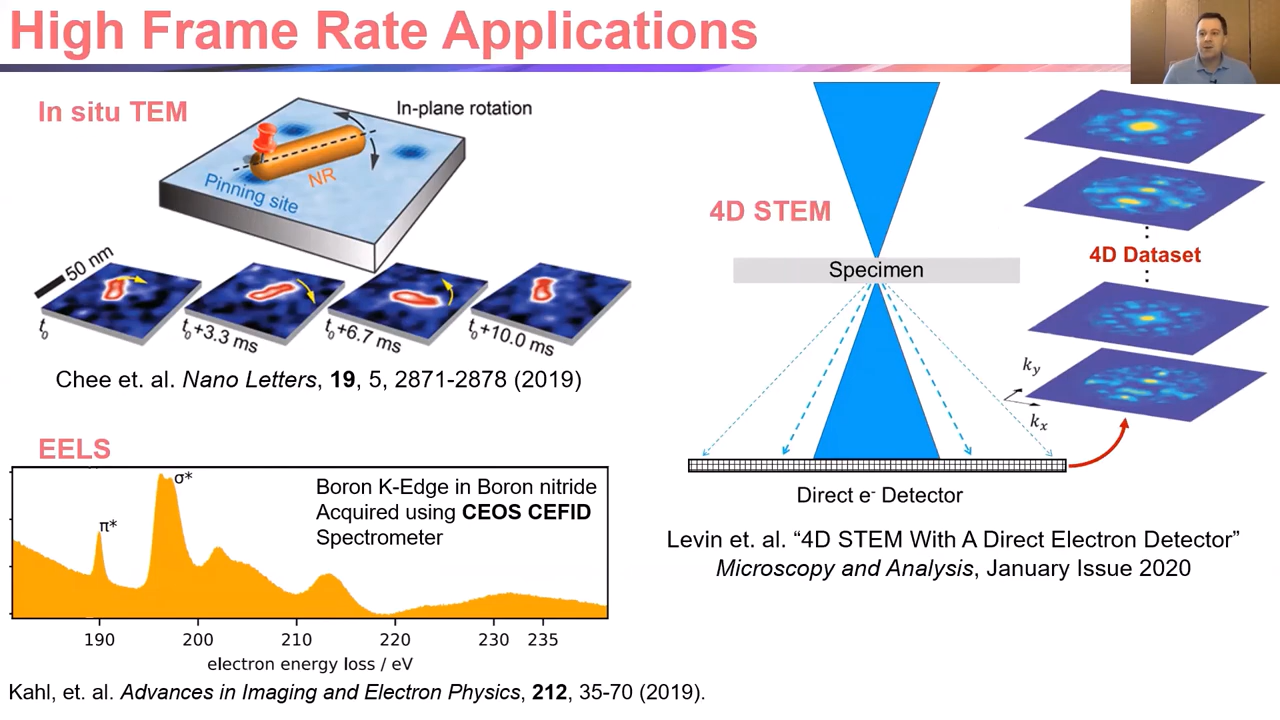 High Frame Rate Applications
In situ TEM
In-plane rotation
Pinning site
NR
50 nm
t0
t0+3.3 ms
t0+6.7 ms
t0+10.0 ms
Chee et. al. Nano Letters, 19, 5, 2871-2878 (2019)
EELS
π*
σ*
Boron K-Edge in Boron nitride
Acquired using CEOS CEFID
Spectrometer
190 200 210 220 230 235
electron energy loss / eV
Kahl, et. al. Advances in Imaging and Electron Physics, 212, 35-70 (2019).
4D STEM
Specimen
4D Dataset
ky
kx
Direct e- Detector
Levin et. al. “4D STEM With A Direct Electron Detector”
Microscopy and Analysis, January Issue 2020